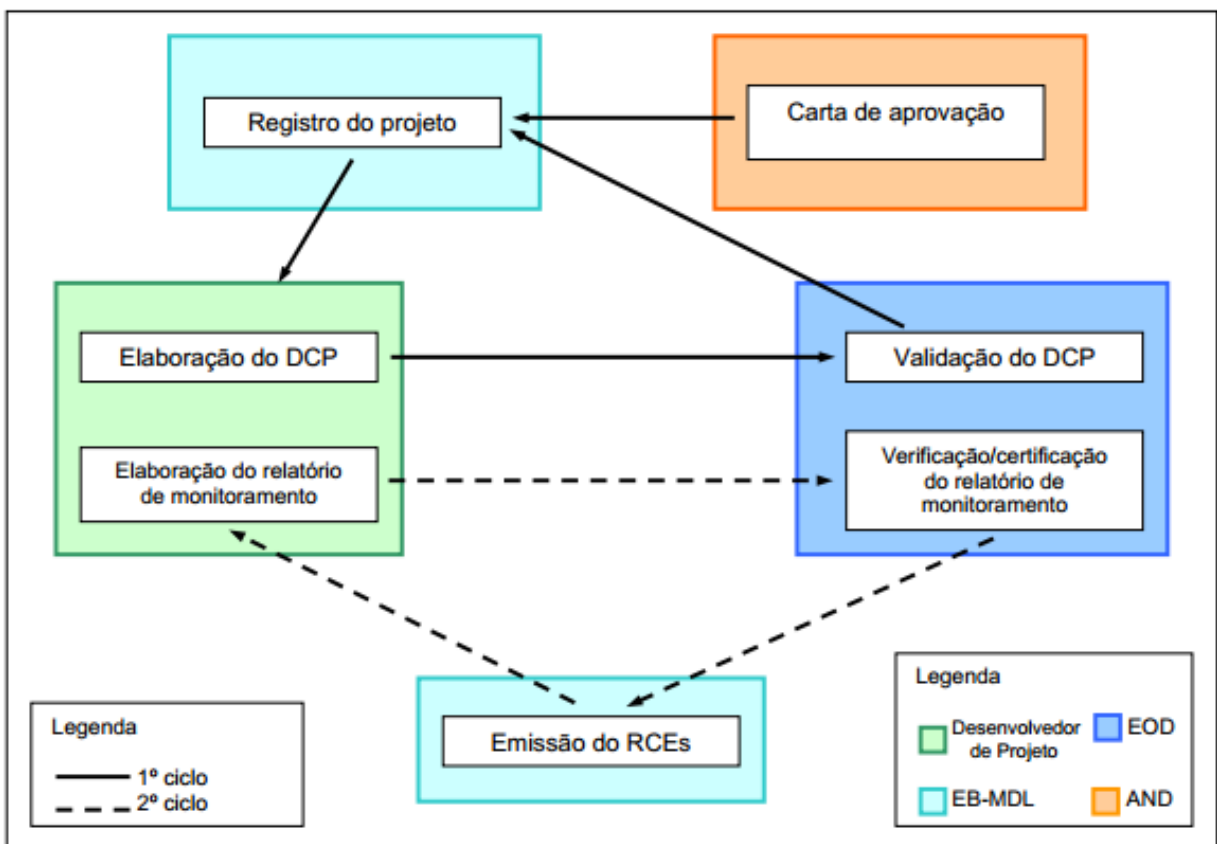 Registro do projeto
Carta de aprovação
Elaboração do DCP
Validação do DCP
Elaboração do relatório
de monitoramento
Verificação/certificação
do relatório de
monitoramento
Emissão do RCEs
Legenda
1º ciclo
2º ciclo
Legenda
Desenvolvedor
de Projeto
EOD
EB-MDL
AND